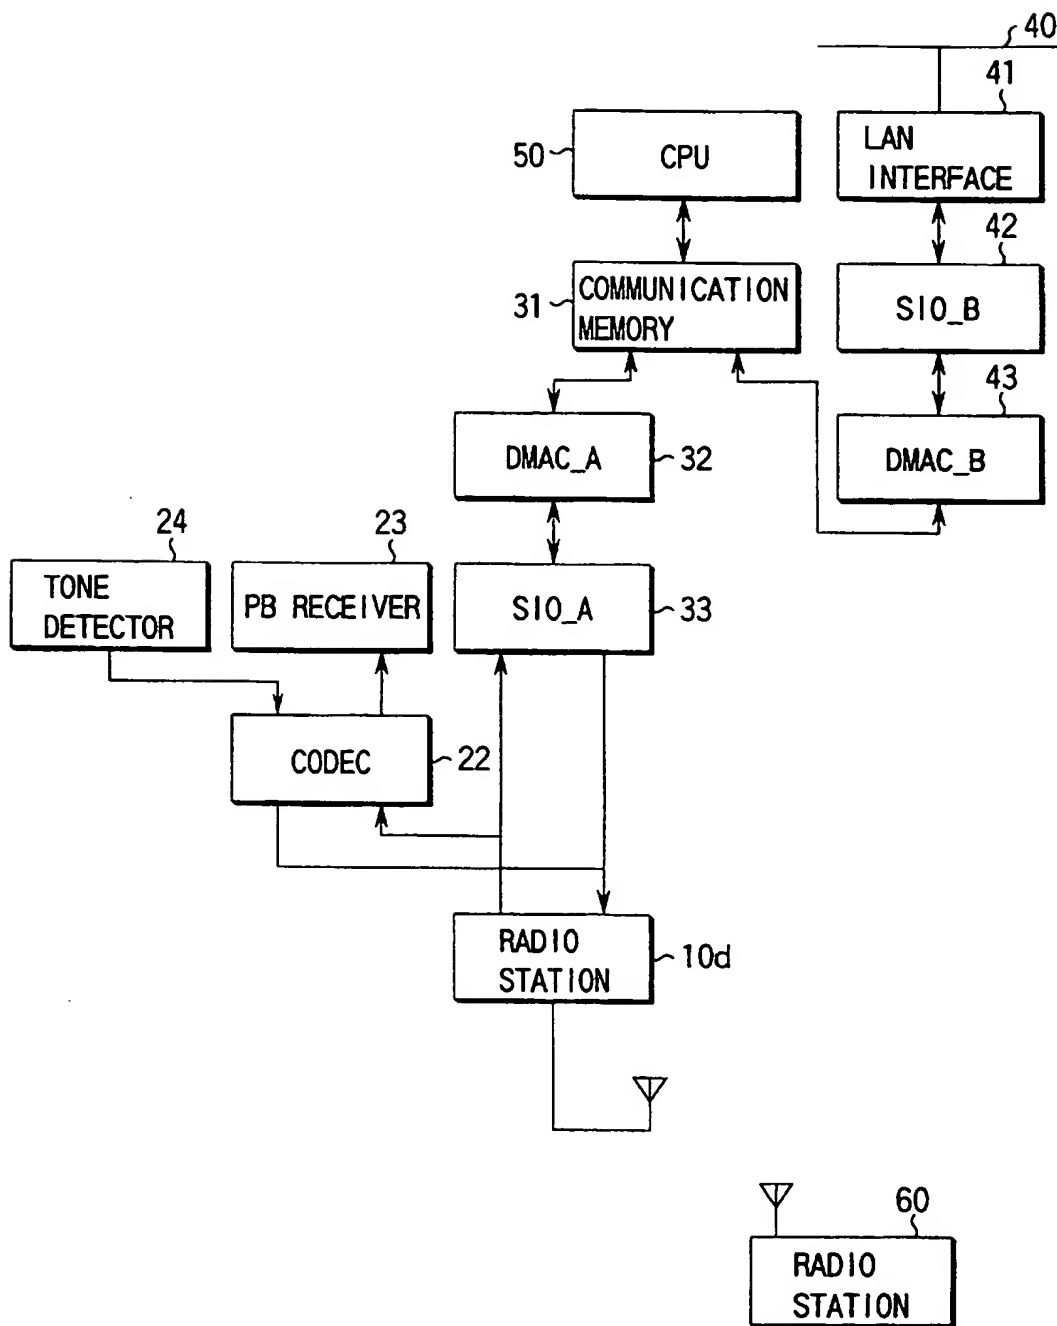 40
41
50
CPU
LAN
INTERFACE
42
31
COMMUNICATION
MEMORY
SIO_B
43
DMAC_A
32
DMAC_B
24
23
TONE
DETECTOR
PB RECEIVER
SIO_A
33
CODEC
22
RADIO
STATION
10d
60
RADIO
STATION